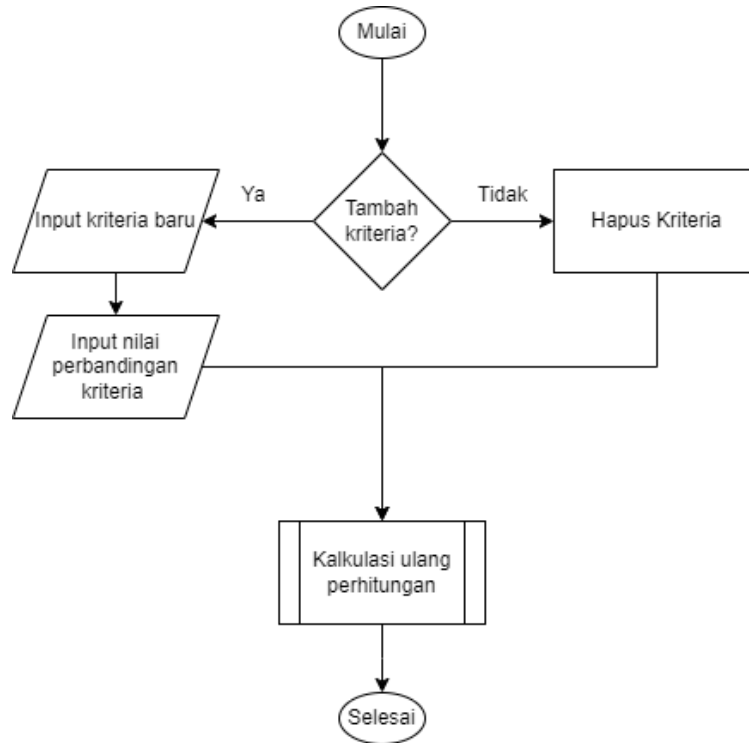 Mulai
Ya
Tambah
kriteria?
Tidak
Input kriteria baru
Hapus Kriteria
Input nilai
perbandingan
kriteria
Kalkulasi ulang
perhitungan
Selesai